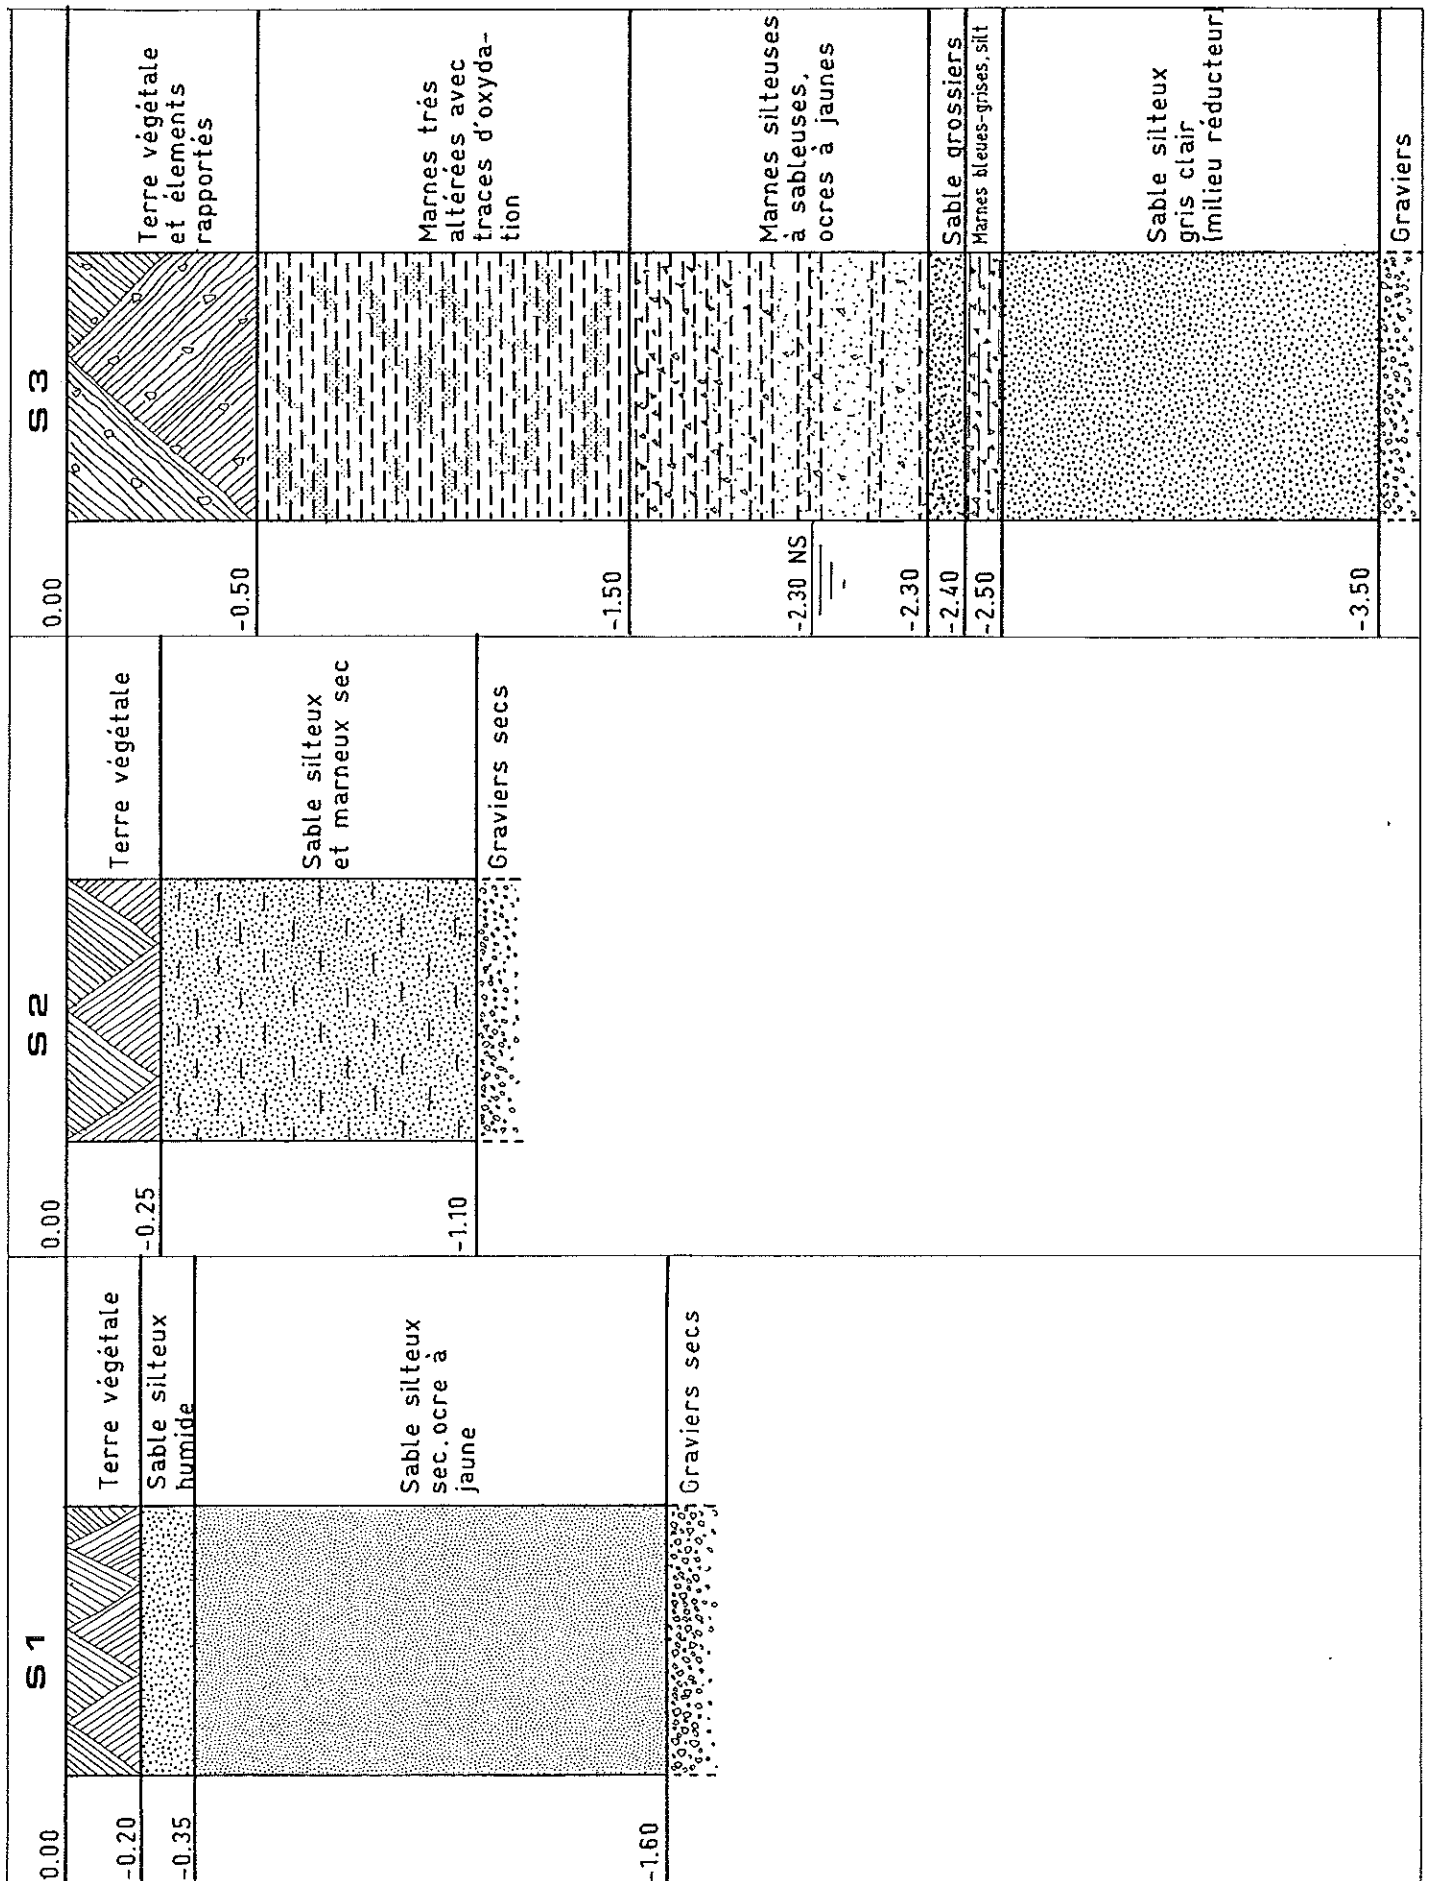 S 1
0.00
Terre végétale
-0.20
Sable silteux
humide
-0.35
Sable silteux
sec.ocre à
jaune
-1.60
Graviers secs
S 2
0.00
Terre végétale
-0.25
Sable silteux
et marneux sec
-1.10
Graviers secs
S 3
0.00
Terre végétale
et élements
rapportés
-0.50
Marnes trés
altérées avec
traces d'oxyda-
tion
-1.50
Marnes silteuses
à sableuses,
ocres à jaunes
-2.30 NS
-2.30
Sable grossiers
-2.40
Marnes bleues-grises, silt
-2.50
Sable silteux
gris clair
(milieu réducteur)
-3.50
Graviers